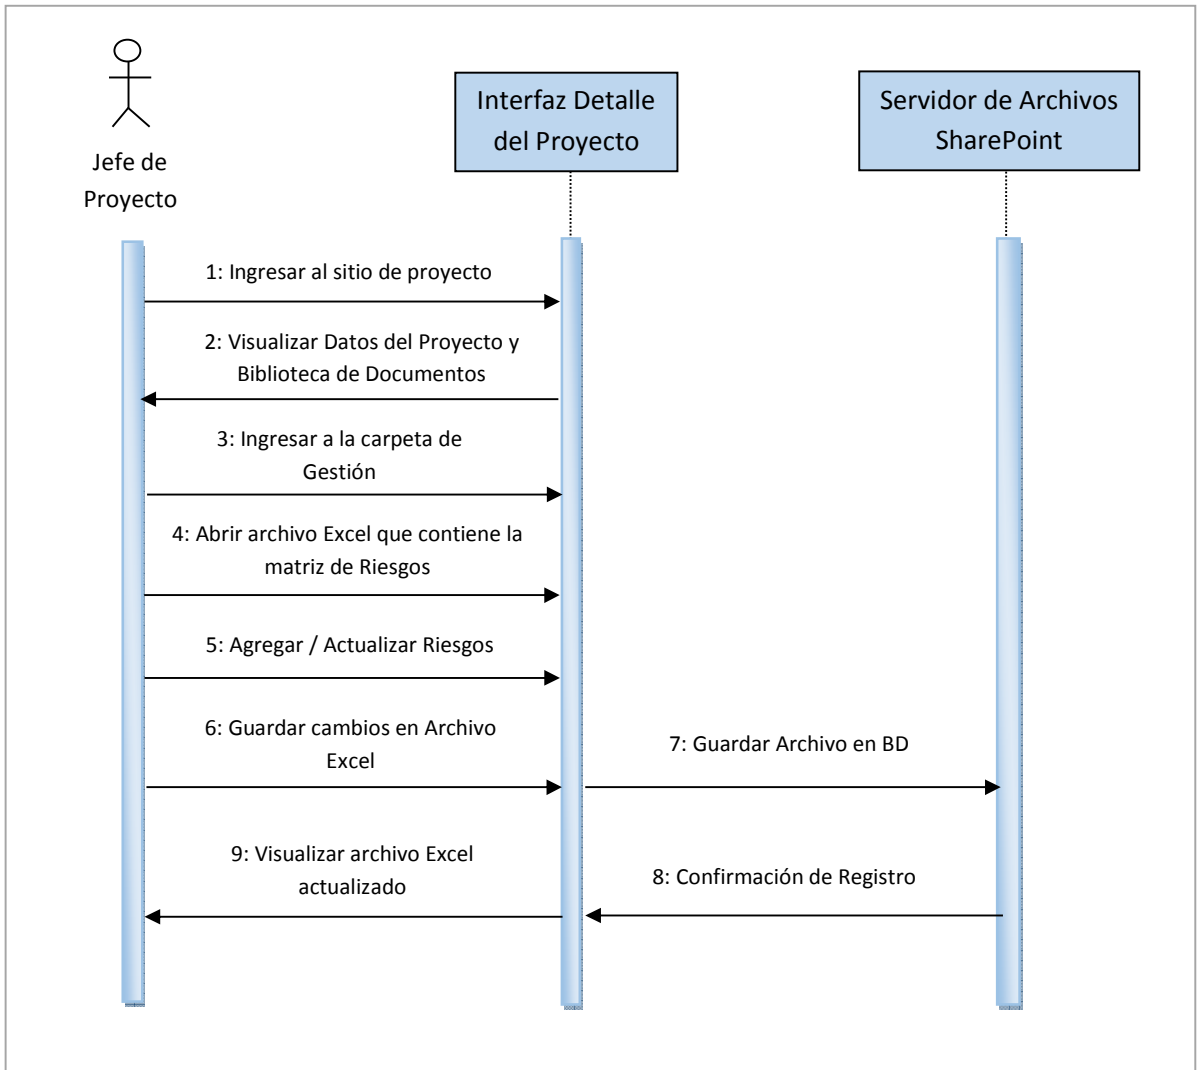 Jefe de
Proyecto
Interfaz Detalle
del Proyecto
Servidor de Archivos
SharePoint
1: Ingresar al sitio de proyecto
2: Visualizar Datos del Proyecto y
Biblioteca de Documentos
3: Ingresar a la carpeta de
Gestión
4: Abrir archivo Excel que contiene la
matriz de Riesgos
5: Agregar / Actualizar Riesgos
6: Guardar cambios en Archivo
Excel
7: Guardar Archivo en BD
9: Visualizar archivo Excel
actualizado
8: Confirmación de Registro